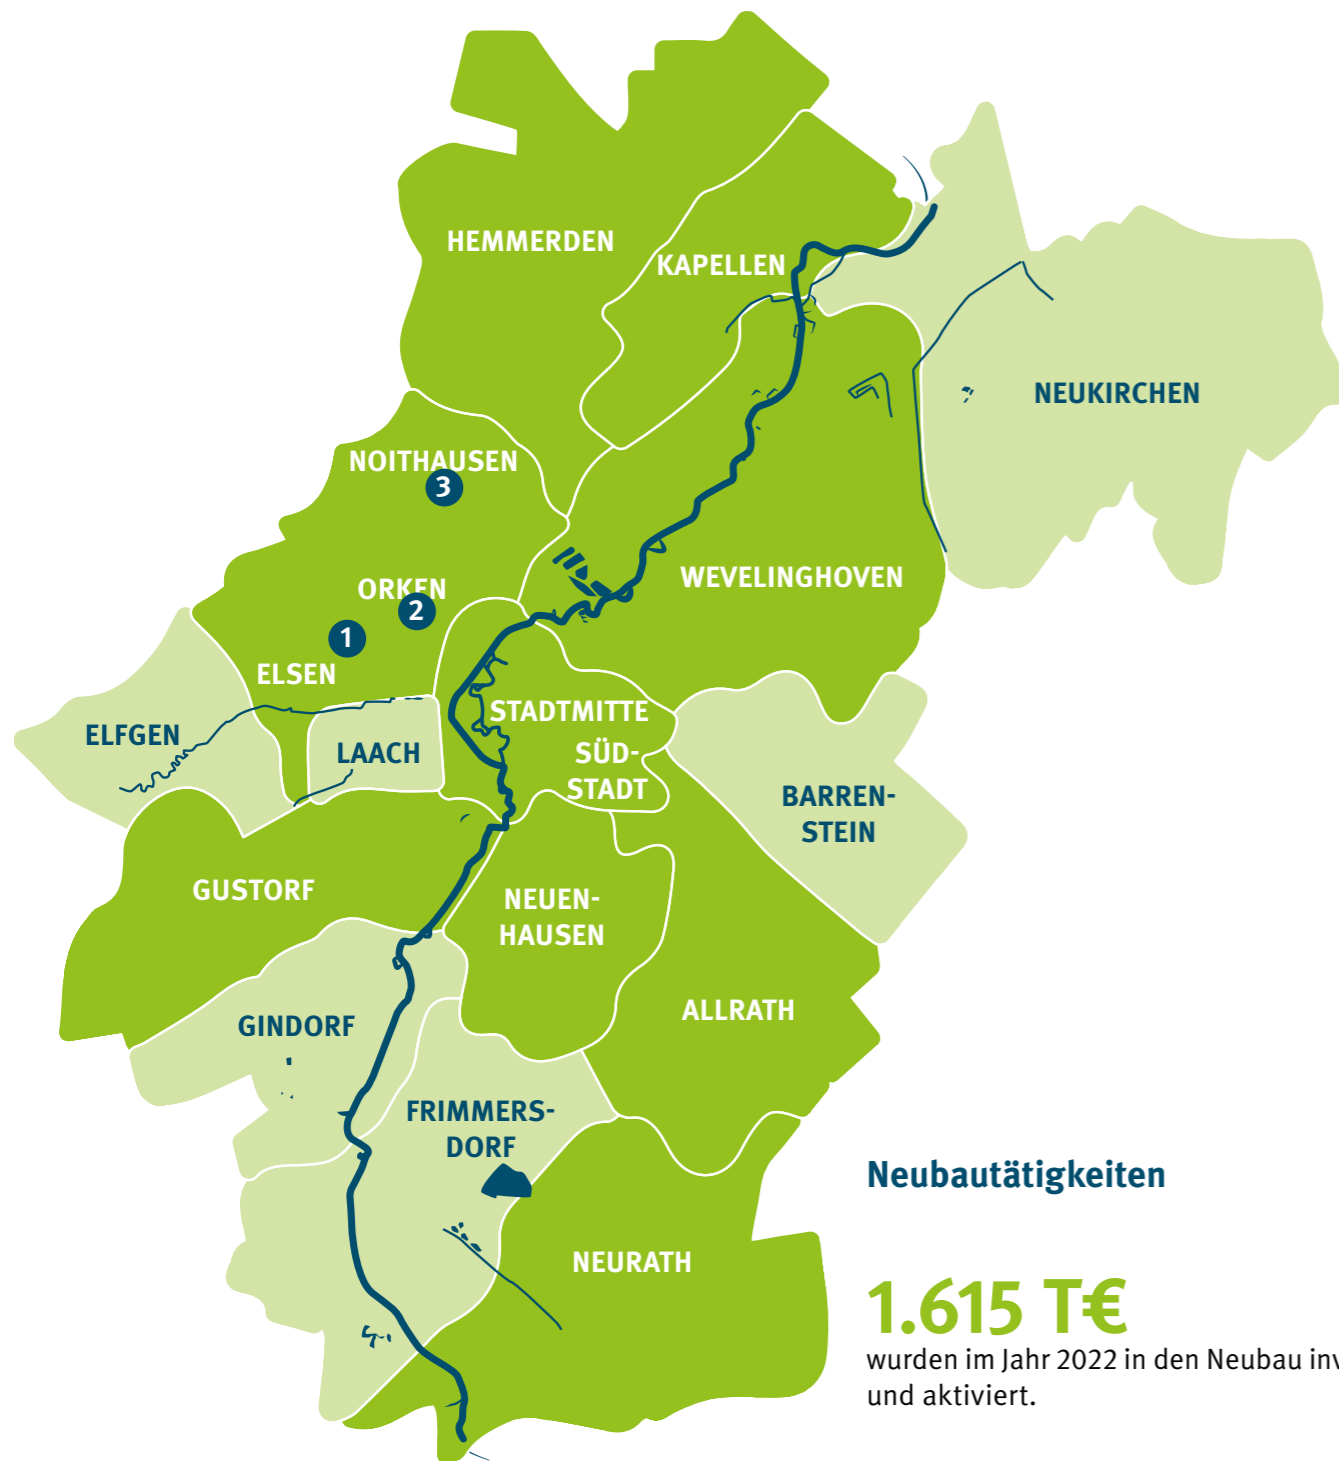 HEMMERDEN
KAPELLEN
NEUKIRCHEN
NOITHAUSEN
3
WEVELINGHOVEN
ORKEN
2
1
ELSEN
STADTMITTE
ELFGEN
LAACH
SÜD-
STADT
BARREN-
STEIN
GUSTORF
NEUEN-
HAUSEN
ALLRATH
GINDORF
FRIMMERS-
DORF
NEURATH
Neubautätigkeiten
1.615 T€
wurden im Jahr 2022 in den Neubau
und aktiviert.